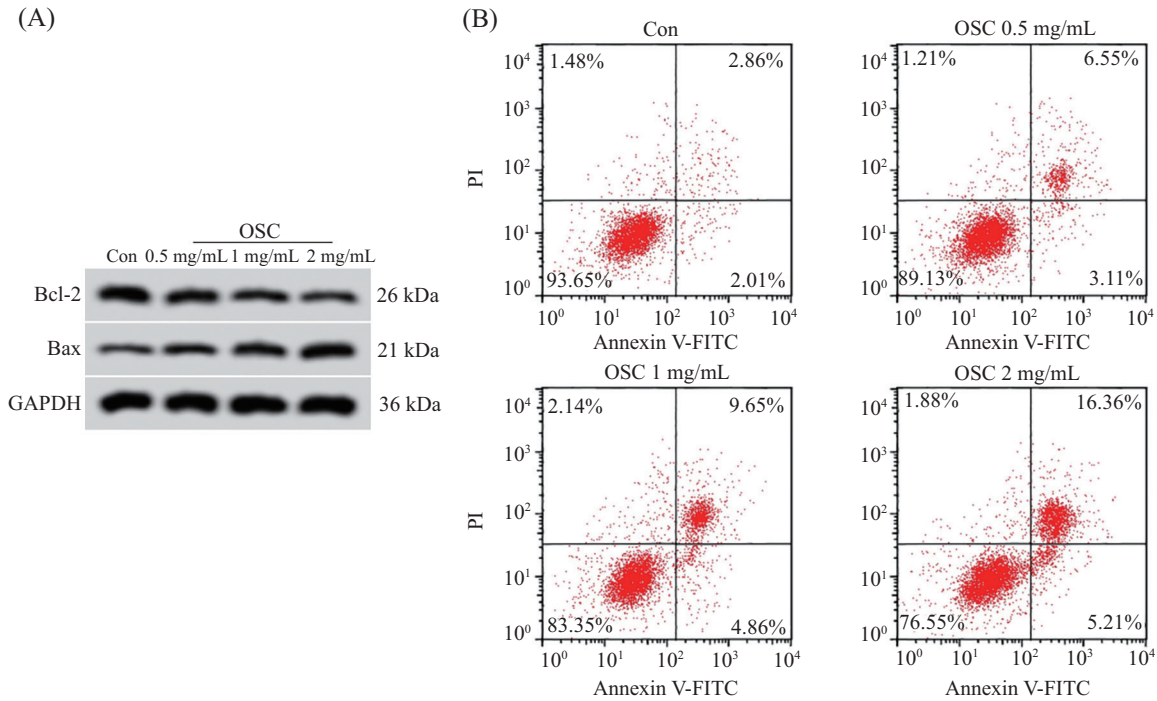 (A)
OSC
Con 0.5 mg/mL 1 mg/mL 2 mg/mL
Bcl-2 26 kDa
Bax 21 kDa
GAPDH 36 kDa
(B)
Con
1.48% 2.86%
93.65% 2.01%
10⁴
10³
10²
10¹
10⁰
PI
10⁰ 10¹ 10² 10³ 10⁴
Annexin V-FITC
OSC 0.5 mg/mL
1.21% 6.55%
89.13% 3.11%
10⁴
10³
10²
10¹
10⁰
PI
10⁰ 10¹ 10² 10³ 10⁴
Annexin V-FITC
OSC 1 mg/mL
2.14% 9.65%
83.35% 4.86%
10⁴
10³
10²
10¹
10⁰
PI
10⁰ 10¹ 10² 10³ 10⁴
Annexin V-FITC
OSC 2 mg/mL
1.88% 16.36%
76.55% 5.21%
10⁴
10³
10²
10¹
10⁰
PI
10⁰ 10¹ 10² 10³ 10⁴
Annexin V-FITC